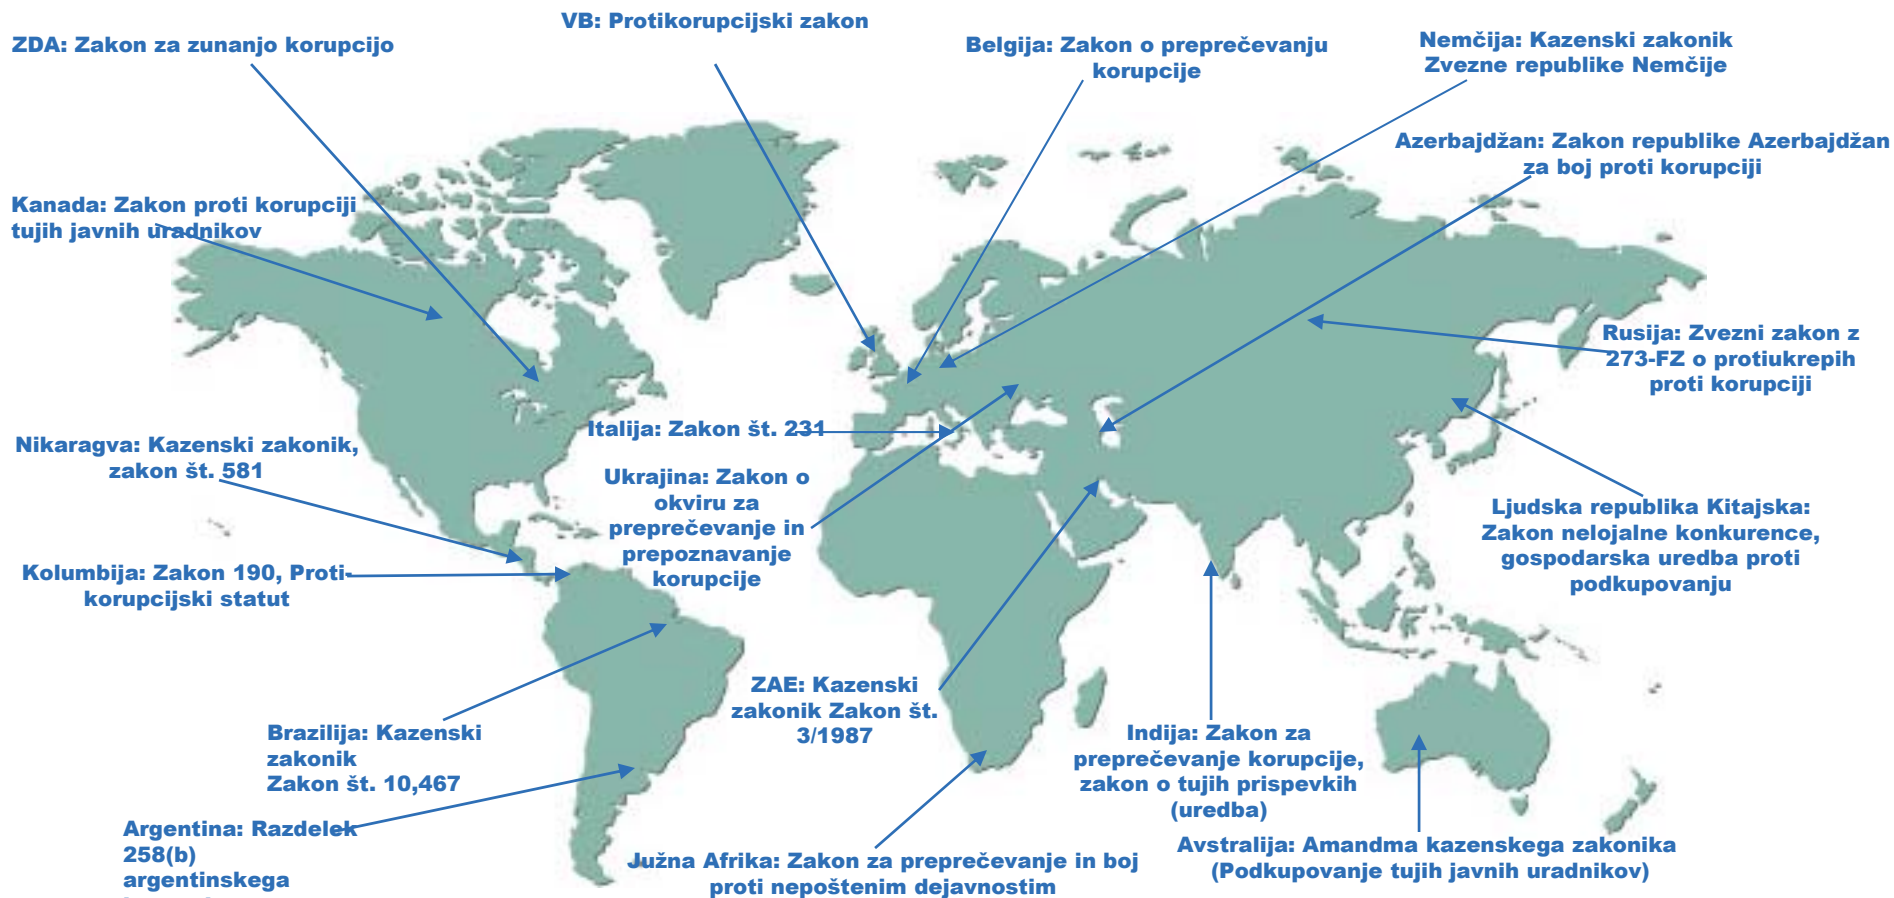 VB: Protikorupcijski zakon
ZDA: Zakon za zunanjo korupcijo
Belgija: Zakon o preprečevanju
korupcije
Nemčija: Kazenski zakonik
Zvezne republike Nemčije
Azerbajdžan: Zakon republike Azerbajdžan
za boj proti korupciji
Kanada: Zakon proti korupciji
tujih javnih uradnikov
Rusija: Zvezni zakon z
273-FZ o protiukrepih
proti korupciji
Italija: Zakon št. 231
Nikaragva: Kazenski zakonik,
zakon št. 581
Ukrajina: Zakon o
okviru za
preprečevanje in
prepoznavanje
korupcije
Ljudska republika Kitajska:
Zakon nelojalne konkurence,
gospodarska uredba proti
podkupovanju
Kolumbija: Zakon 190, Proti-
korupcijski statut
ZAE: Kazenski
zakonik Zakon št.
3/1987
Brazilija: Kazenski
zakonik
Zakon št. 10,467
Indija: Zakon za
preprečevanje korupcije,
zakon o tujih prispevkih
(uredba)
Argentina: Razdelek
258(b)
argentinskega
Južna Afrika: Zakon za preprečevanje in boj
proti nepoštenim dejavnostim
Avstralija: Amandma kazenskega zakonika
(Podkupovanje tujih javnih uradnikov)